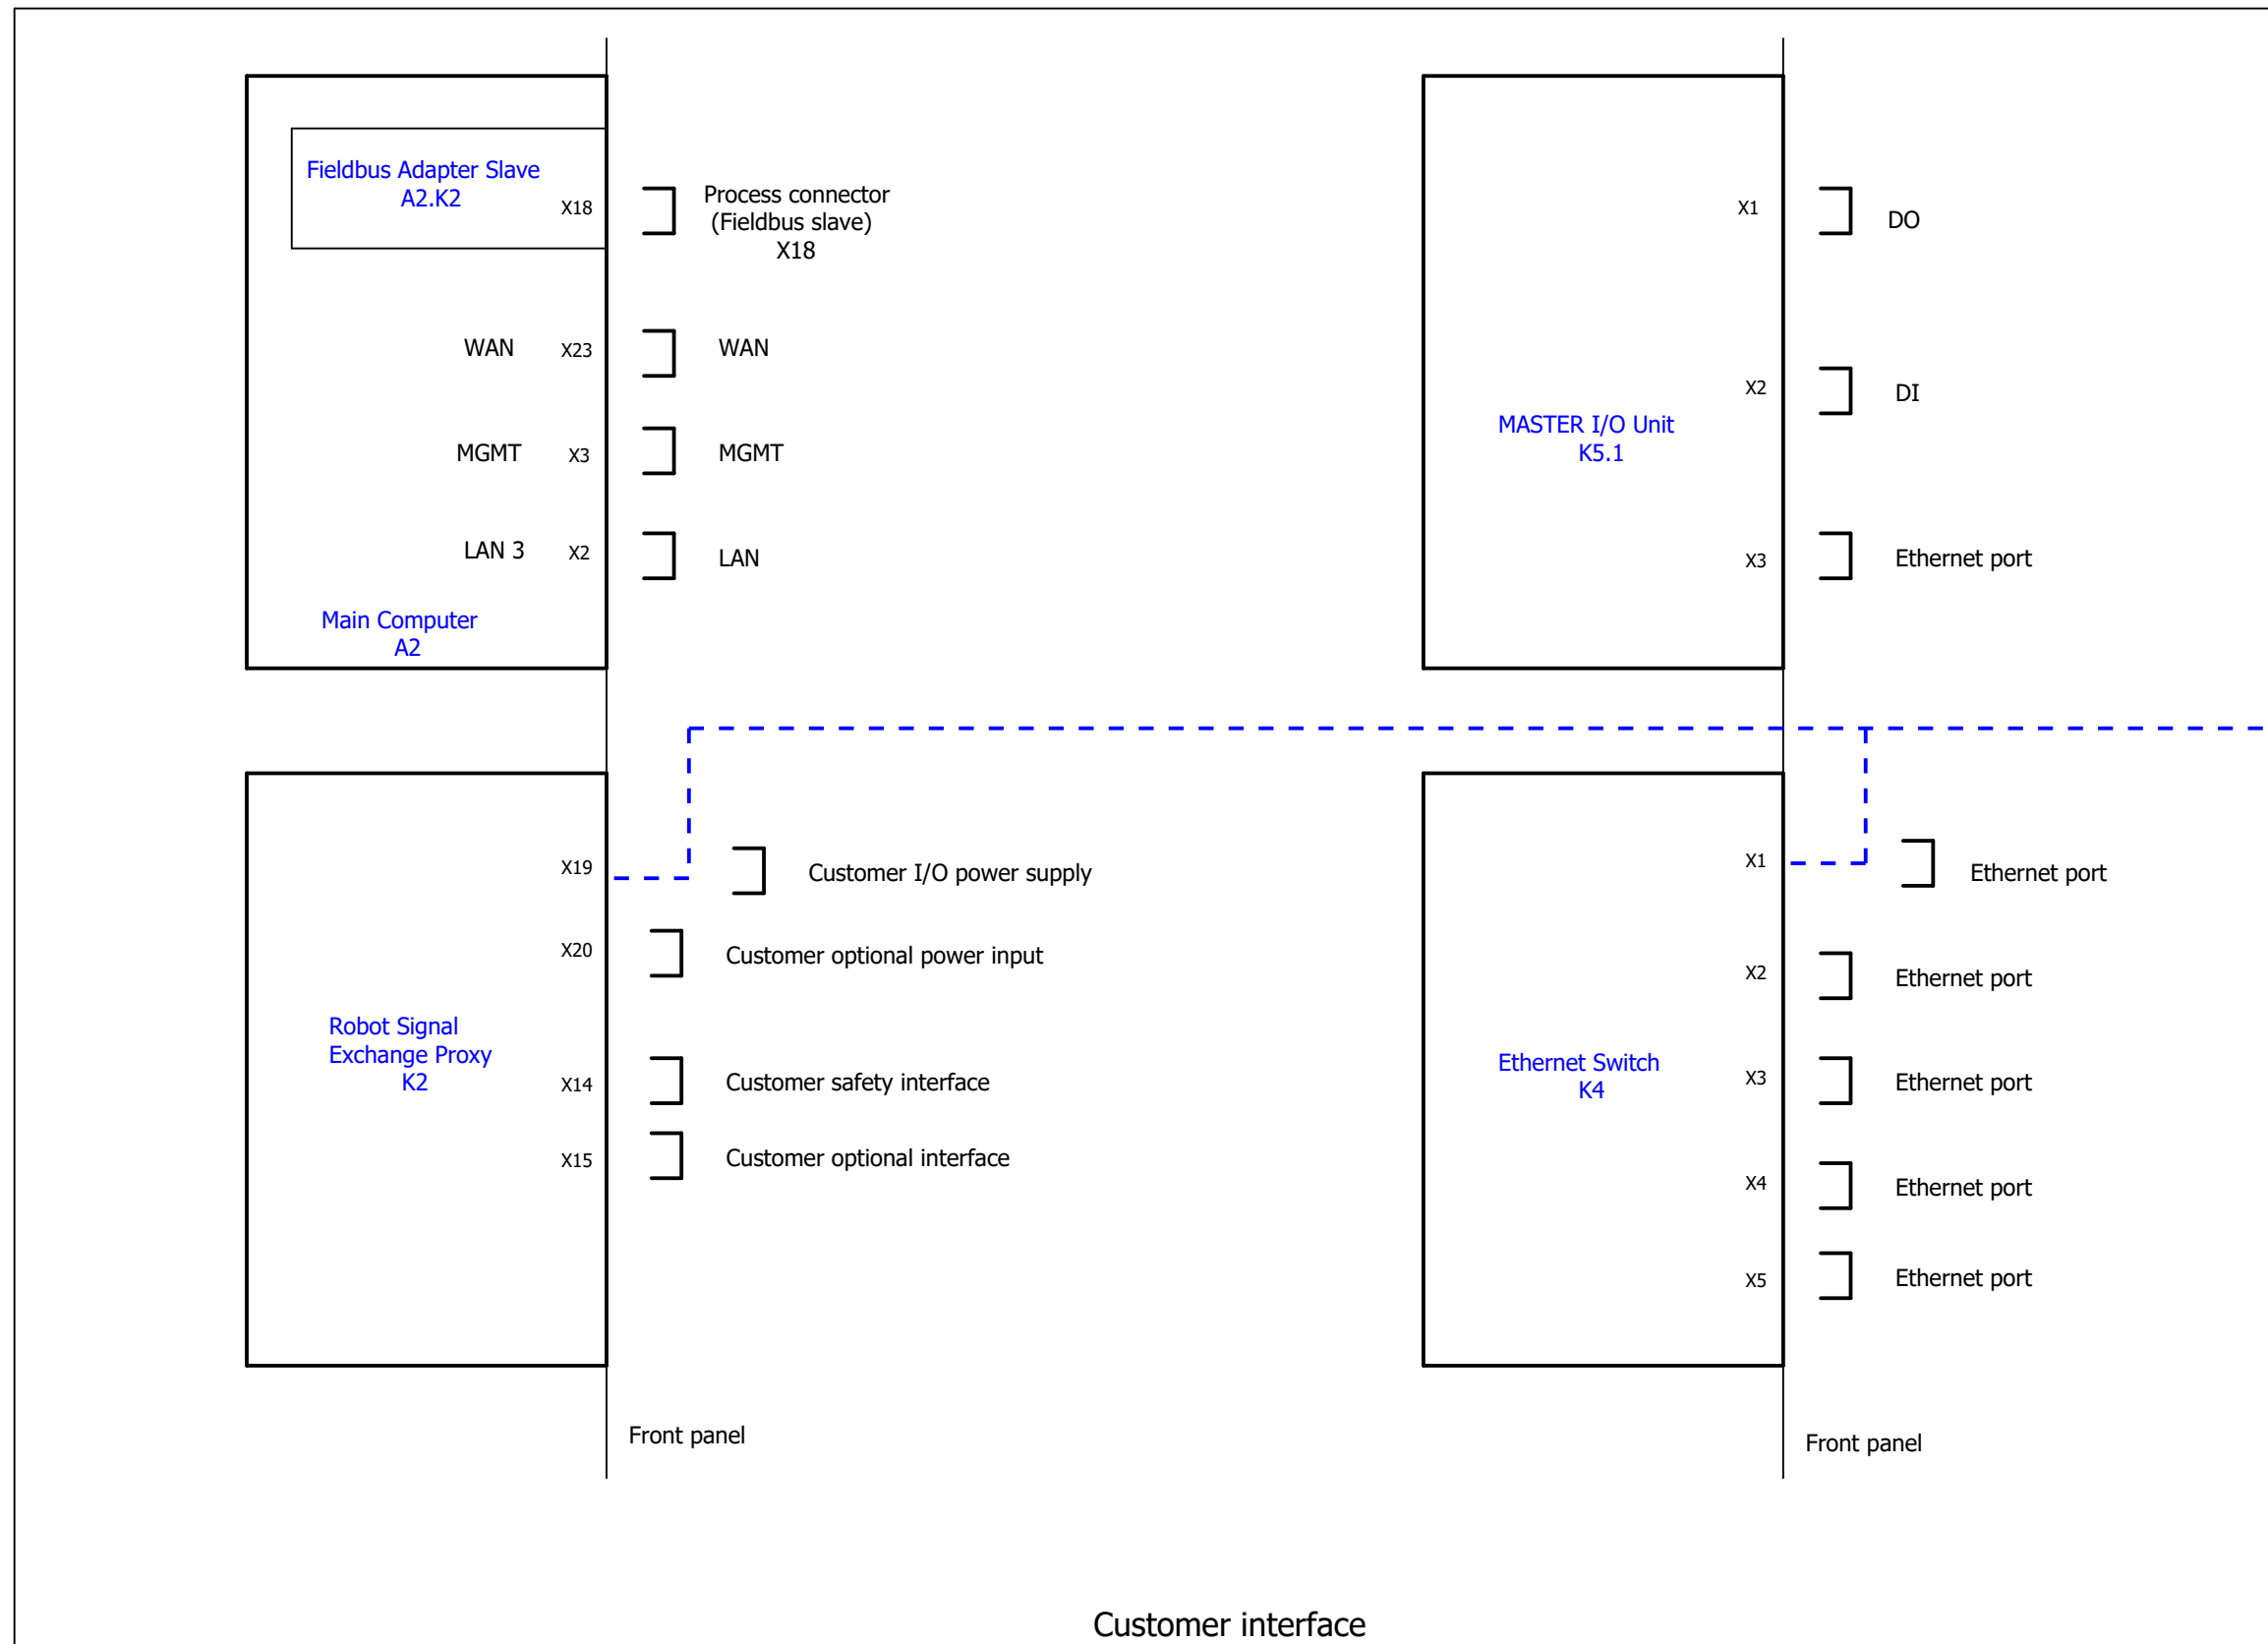 Fieldbus Adapter Slave
A2.K2
X18
Process connector
(Fieldbus slave)
X18
WAN
X23
WAN
MGMT
X3
MGMT
LAN 3
X2
LAN
Main Computer
A2
X1
DO
X2
DI
MASTER I/O Unit
K5.1
X3
Ethernet port
X19
Customer I/O power supply
X20
Customer optional power input
Robot Signal
Exchange Proxy
K2
X14
Customer safety interface
X15
Customer optional interface
Front panel
X1
Ethernet port
X2
Ethernet port
Ethernet Switch
K4
X3
Ethernet port
X4
Ethernet port
X5
Ethernet port
Front panel
Customer interface